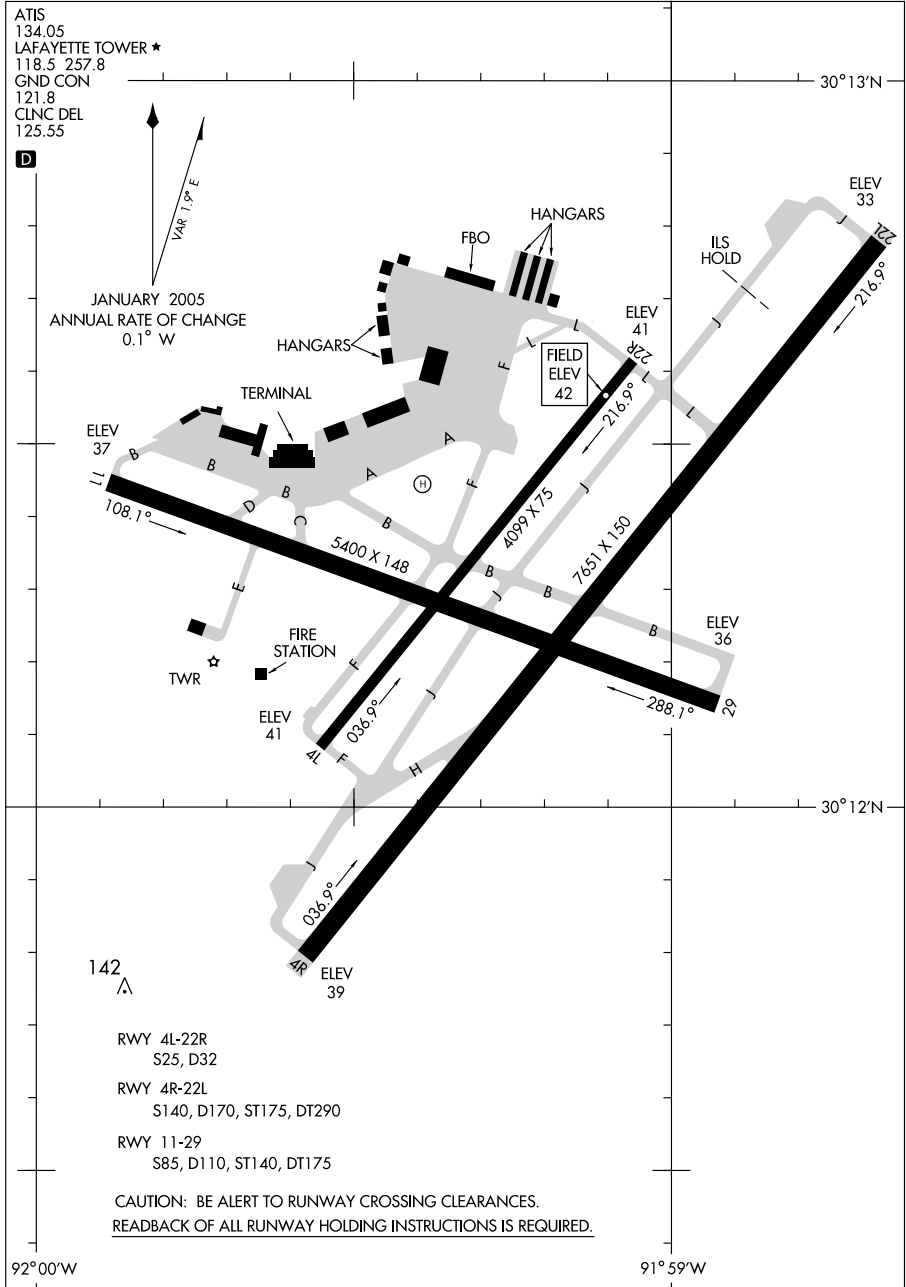 ATIS
134.05
LAFAYETTE TOWER ★
118.5 257.8
GND CON
121.8
CLNC DEL
125.55
D
30°13'N
VAR 1.9° E
JANUARY 2005
ANNUAL RATE OF CHANGE
0.1° W
ELEV
33
22L
216.9°
J
ILS
HOLD
J
HANGARS
FBO
HANGARS
L
L
F
ELEV
41
22R
FIELD
ELEV
42
216.9°
L
L
TERMINAL
ELEV
37
11
108.1°
B
B
B
D
C
A
A
H
F
B
E
J
4099 X 75
7651 X 150
5400 X 148
B
J
B
B
ELEV
36
29
288.1°
TWR
FIRE
STATION
F
J
ELEV
41
4L
036.9°
F
H
30°12'N
J
036.9°
4R
ELEV
39
142
RWY 4L-22R
S25, D32
RWY 4R-22L
S140, D170, ST175, DT290
RWY 11-29
S85, D110, ST140, DT175
CAUTION: BE ALERT TO RUNWAY CROSSING CLEARANCES.
READBACK OF ALL RUNWAY HOLDING INSTRUCTIONS IS REQUIRED.
92°00'W
91°59'W